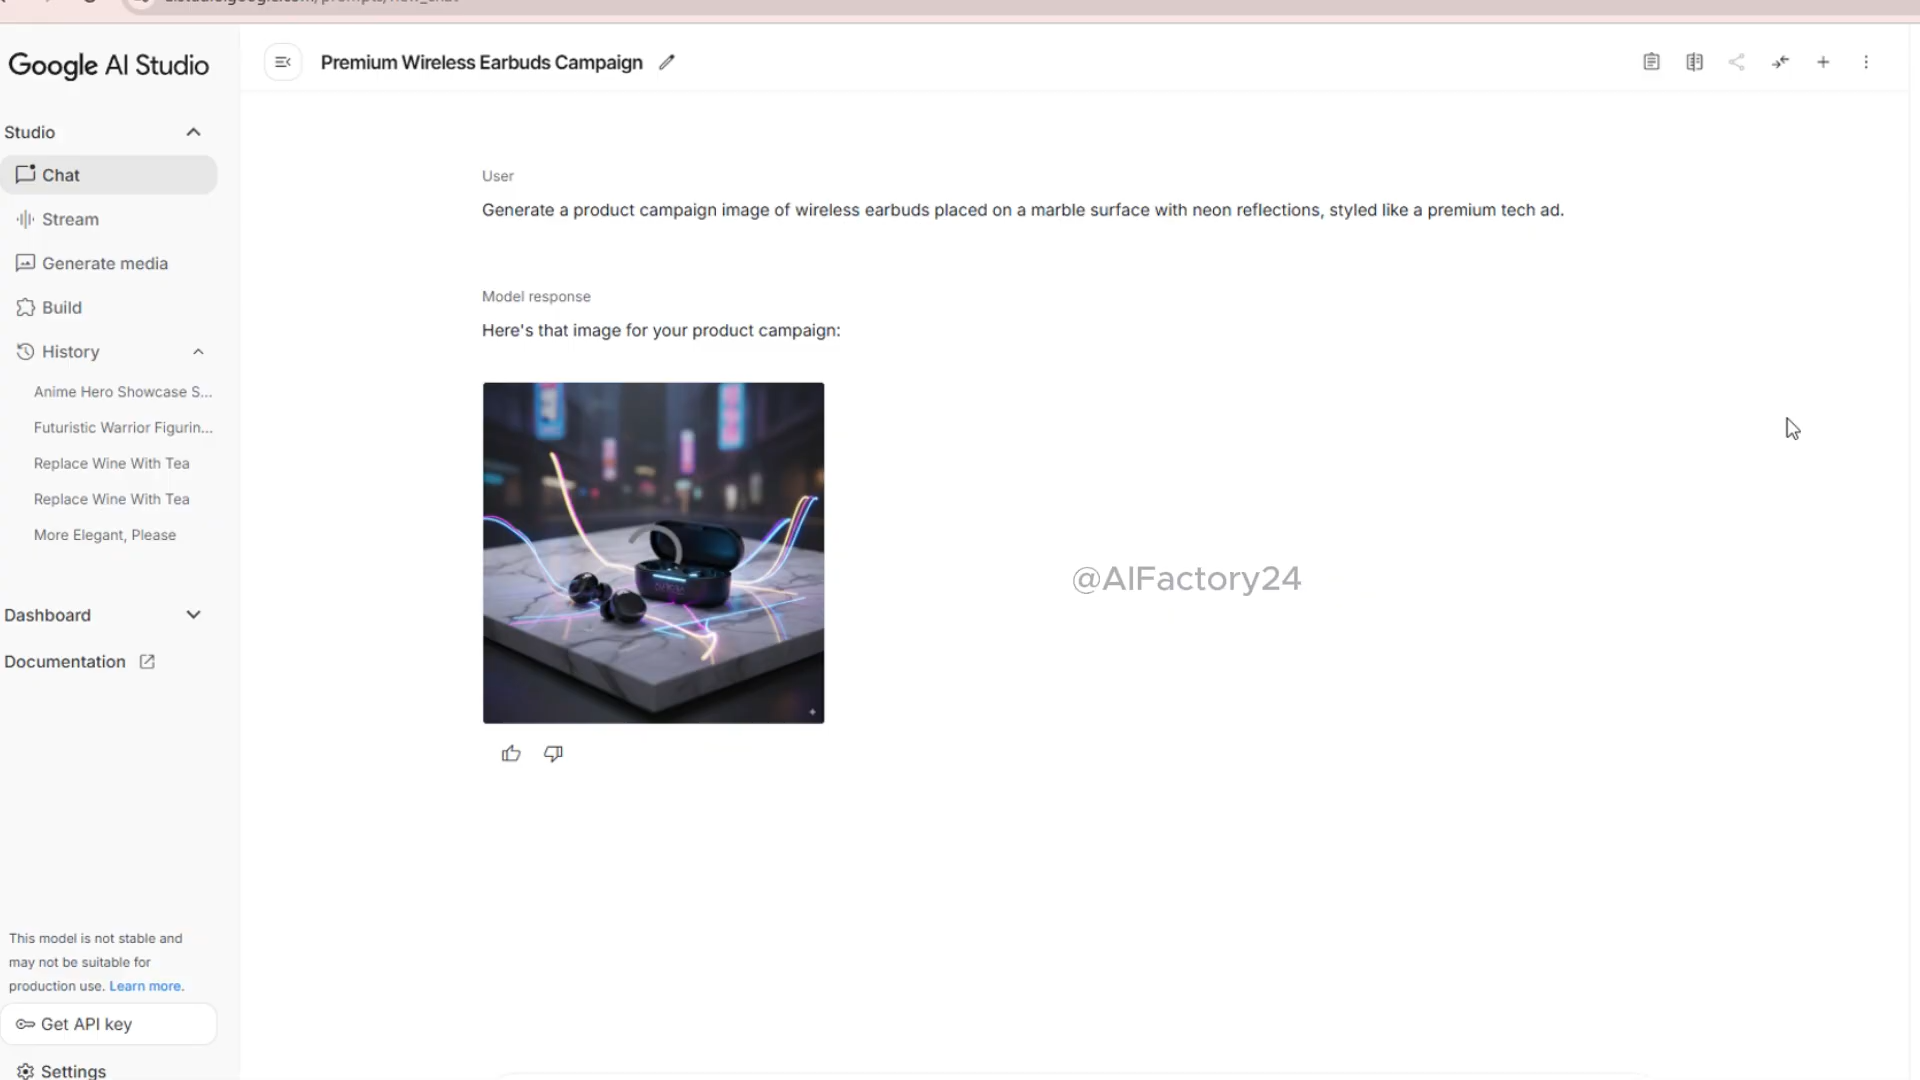 Google AI Studio
Premium Wireless Earbuds Campaign
Studio
Chat
Stream
Generate media
Build
History
Anime Hero Showcase S...
Futuristic Warrior Figurin...
Replace Wine With Tea
Replace Wine With Tea
More Elegant, Please
Dashboard
Documentation
This model is not stable and
may not be suitable for
production use. Learn more.
Get API key
Settings
User
Generate a product campaign image of wireless earbuds placed on a marble surface with neon reflections, styled like a premium tech ad.
Model response
Here's that image for your product campaign:
@AIFactory24